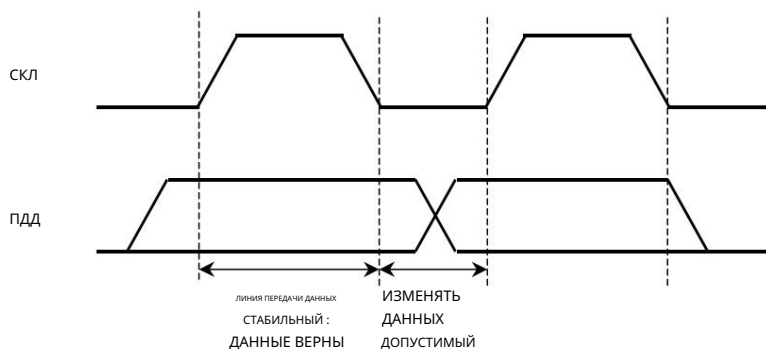 СКЛ
ПДД
ЛИНИЯ ПЕРЕДАЧИ ДАННЫХ
СТАБИЛЬНЫЙ :
ДАННЫЕ ВЕРНЫ
ИЗМЕНЯТЬ
ДАННЫХ
ДОПУСТИМЫЙ